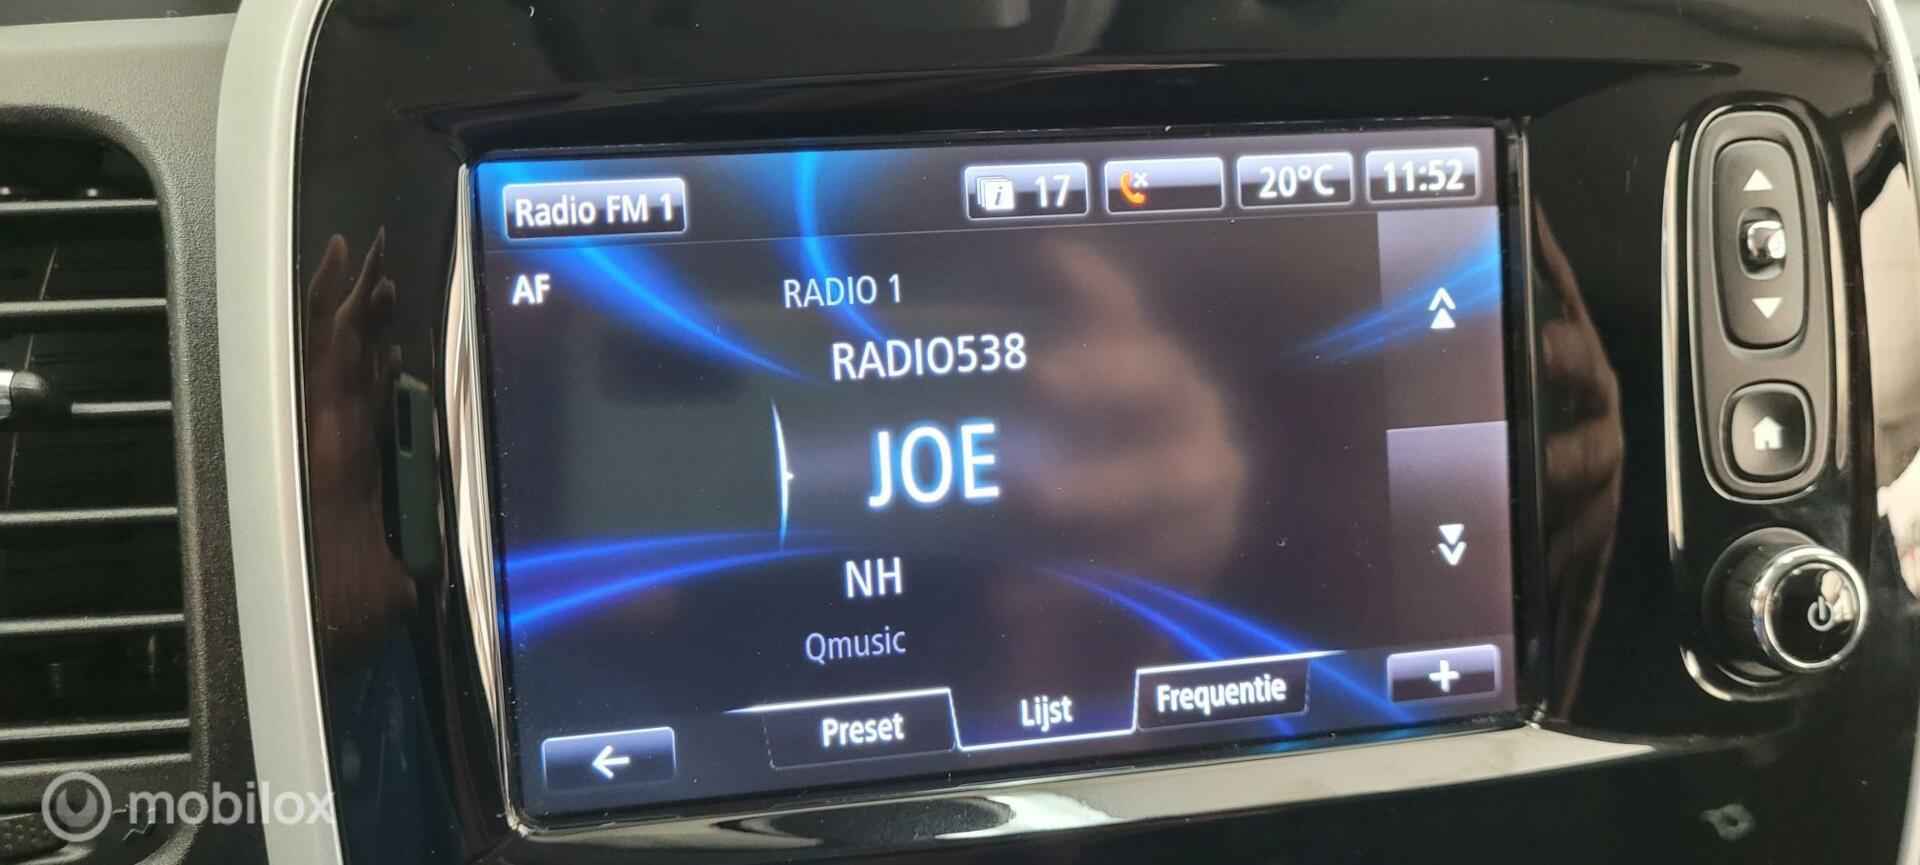 Radio FM 1
17
20°C
11:52
AF
RADIO 1
RADIO538
JOE
NH
Qmusic
Preset
Lijst
Frequentie
mobilox